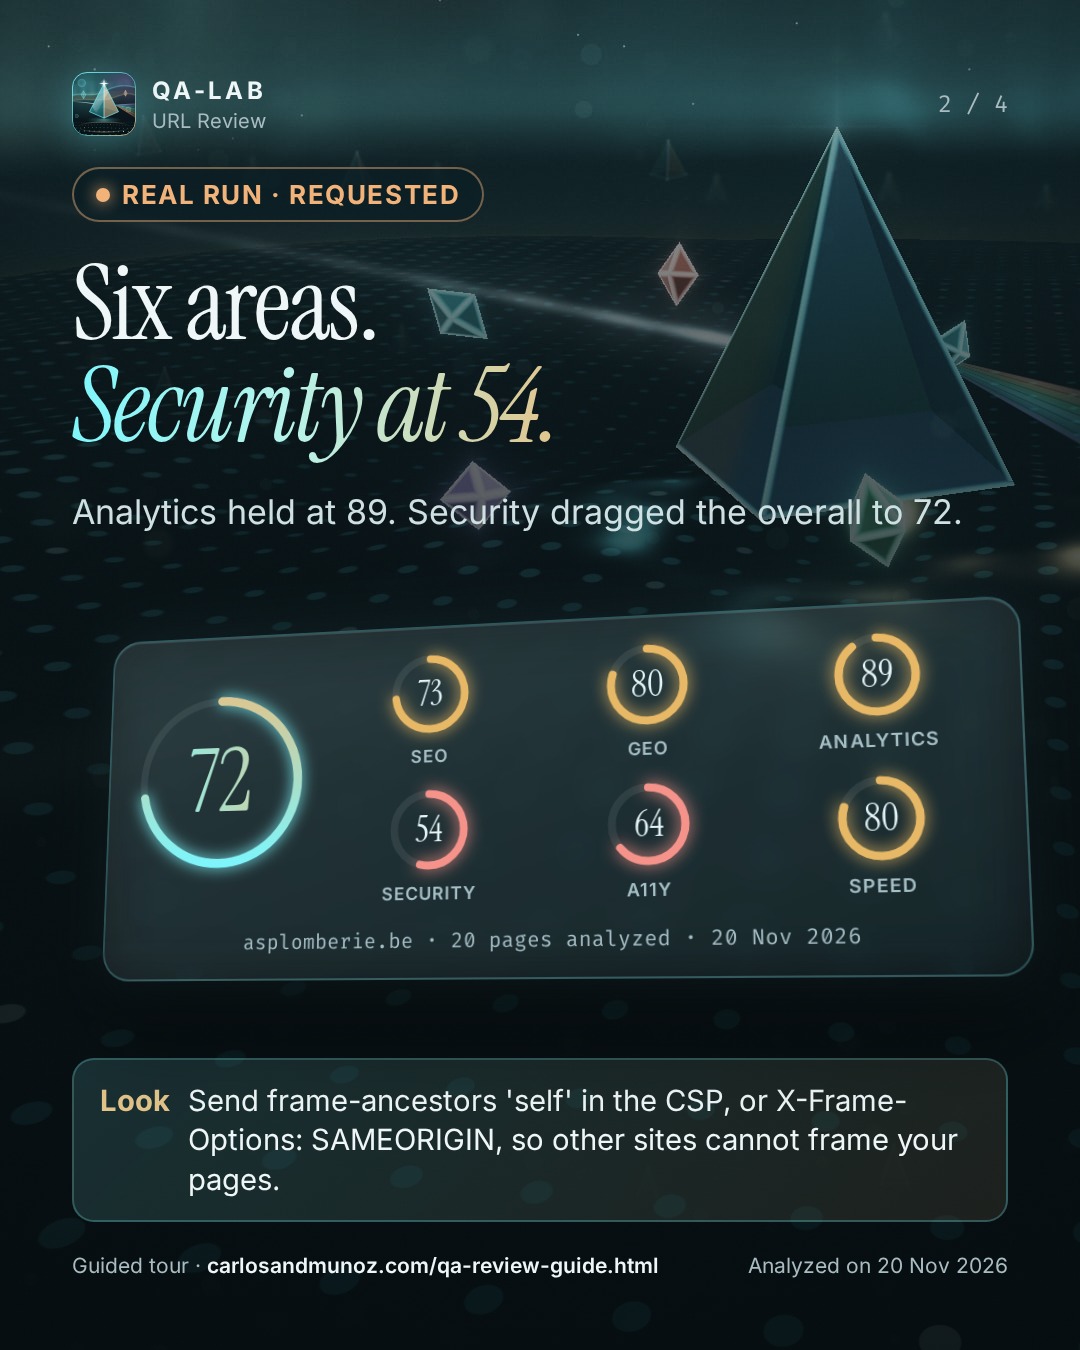 QA-LAB
URL Review
2 / 4
REAL RUN · REQUESTED
Six areas.
Security at 54.
Analytics held at 89. Security dragged the overall to 72.
72
73
SEO
80
GEO
89
ANALYTICS
54
SECURITY
64
A11Y
80
SPEED
asplomberie.be · 20 pages analyzed · 20 Nov 2026
Look
Send frame-ancestors 'self' in the CSP, or X-Frame-
Options: SAMEORIGIN, so other sites cannot frame your
pages.
Guided tour · carlosandmunoz.com/qa-review-guide.html
Analyzed on 20 Nov 2026